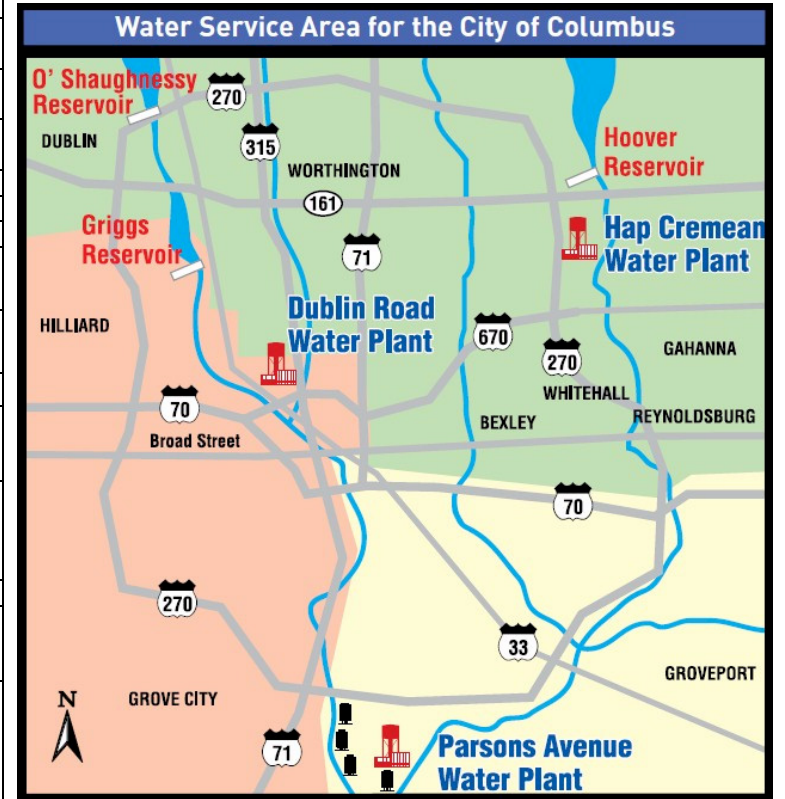 Water Service Area for the City of Columbus
O' Shaughnessy
Reservoir
270
DUBLIN
315
WORTHINGTON
Hoover
Reservoir
161
Griggs
Reservoir
71
Hap Cremean
Water Plant
HILLIARD
Dublin Road
Water Plant
670
270
GAHANNA
WHITEHALL
70
BEXLEY
REYNOLDSBURG
Broad Street
70
270
33
GROVEPORT
N
GROVE CITY
71
Parsons Avenue
Water Plant